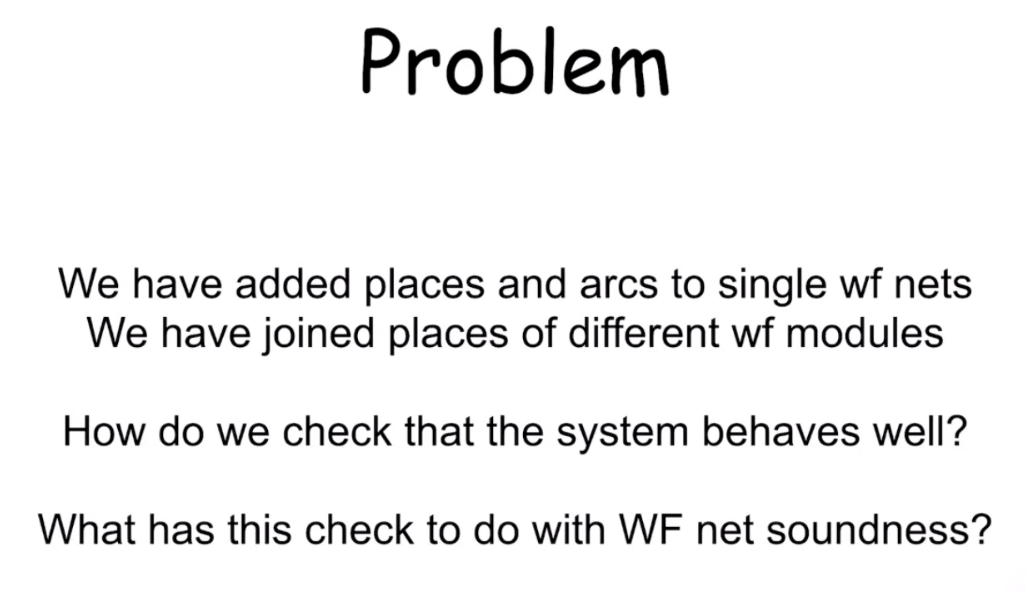 Problem
We have added places and arcs to single wf nets
We have joined places of different wf modules
How do we check that the system behaves well?
What has this check to do with WF net soundness?